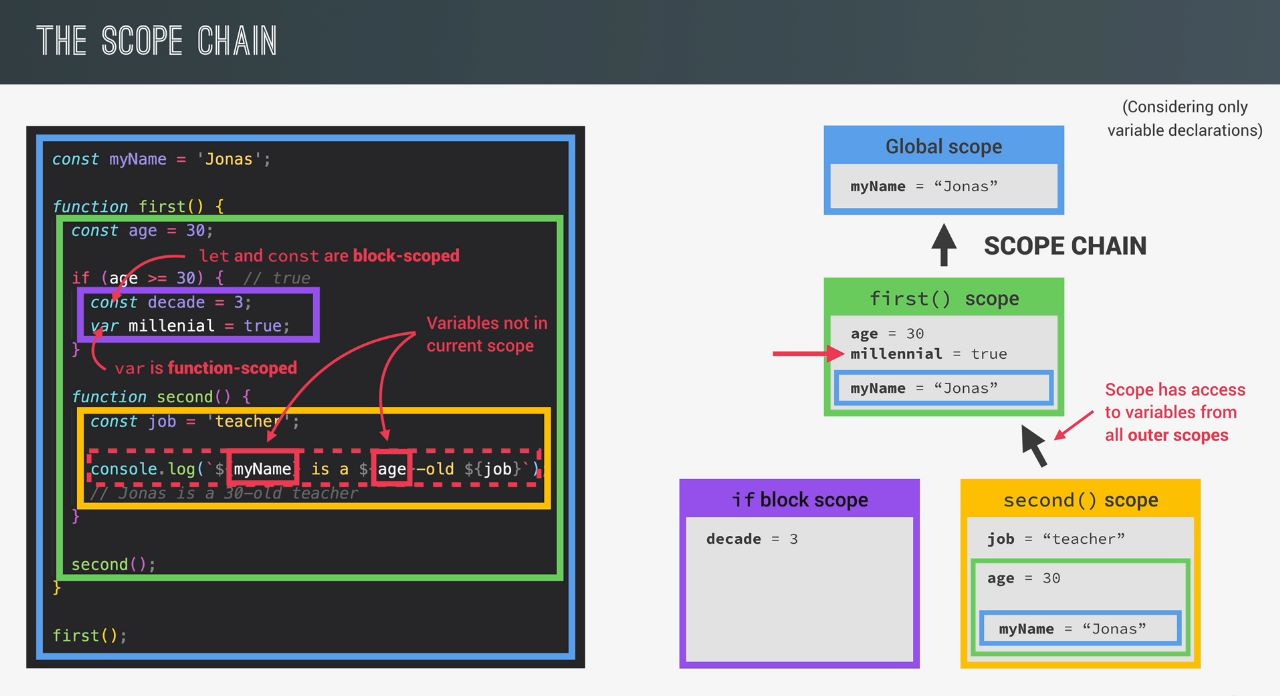 THE SCOPE CHAIN
(Considering only
variable declarations)
const myName = 'Jonas';
function first() {
const age = 30;
let and const are block-scoped
if (age >= 30) { // true
const decade = 3;
var millenial = true;
}
var is function-scoped
Variables not in
current scope
function second() {
const job = 'teacher';
console.log(`${myName} is a ${age}-old ${job}`)
// Jonas is a 30-old teacher
}
second();
}
first();
Global scope
myName = “Jonas”
SCOPE CHAIN
first() scope
age = 30
millennial = true
myName = “Jonas”
Scope has access
to variables from
all outer scopes
if block scope
decade = 3
second() scope
job = “teacher”
age = 30
myName = “Jonas”